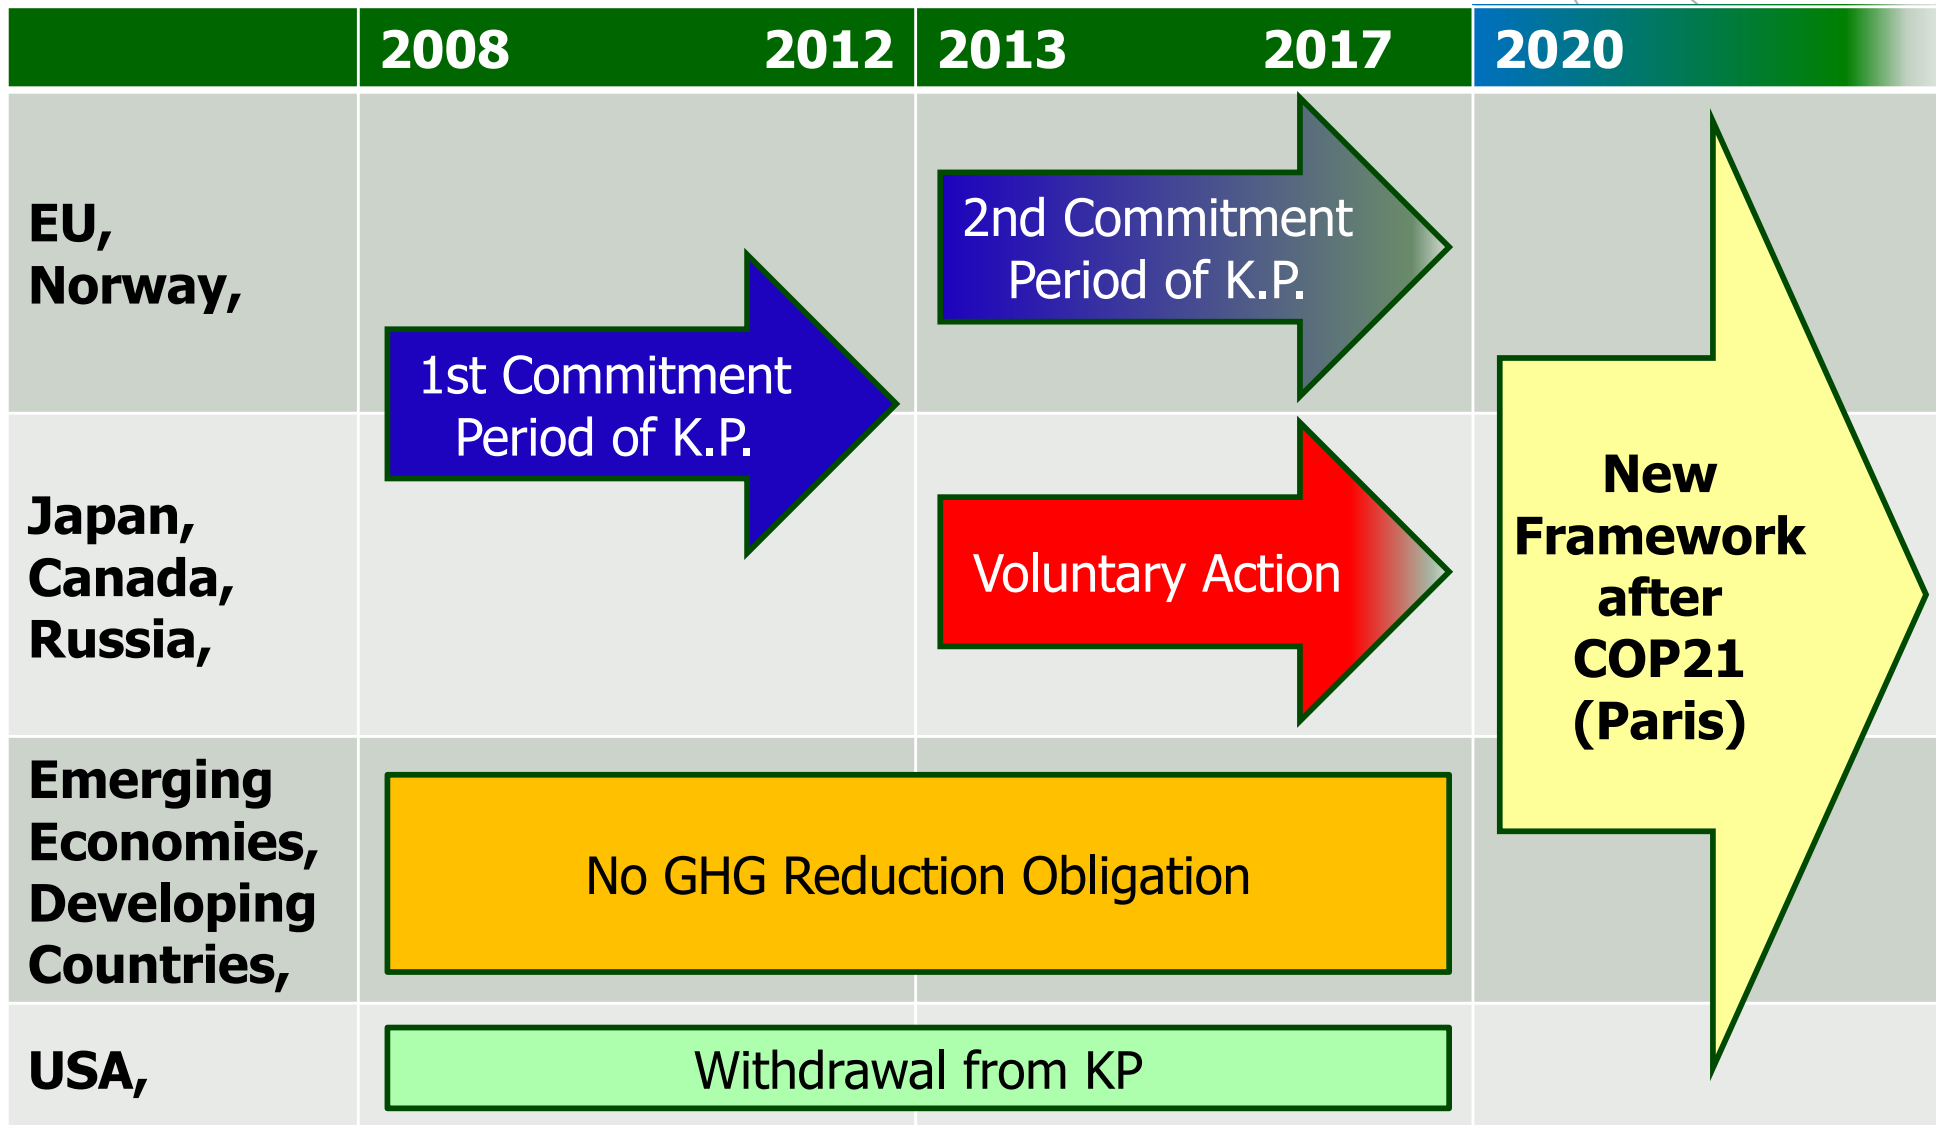 2008 2012 2013 2017 2020
EU,
Norway,
1st Commitment
Period of K.P.
2nd Commitment
Period of K.P.
Japan,
Canada,
Russia,
Voluntary Action
New
Framework
after
COP21
(Paris)
Emerging
Economies,
Developing
Countries,
No GHG Reduction Obligation
USA,
Withdrawal from KP